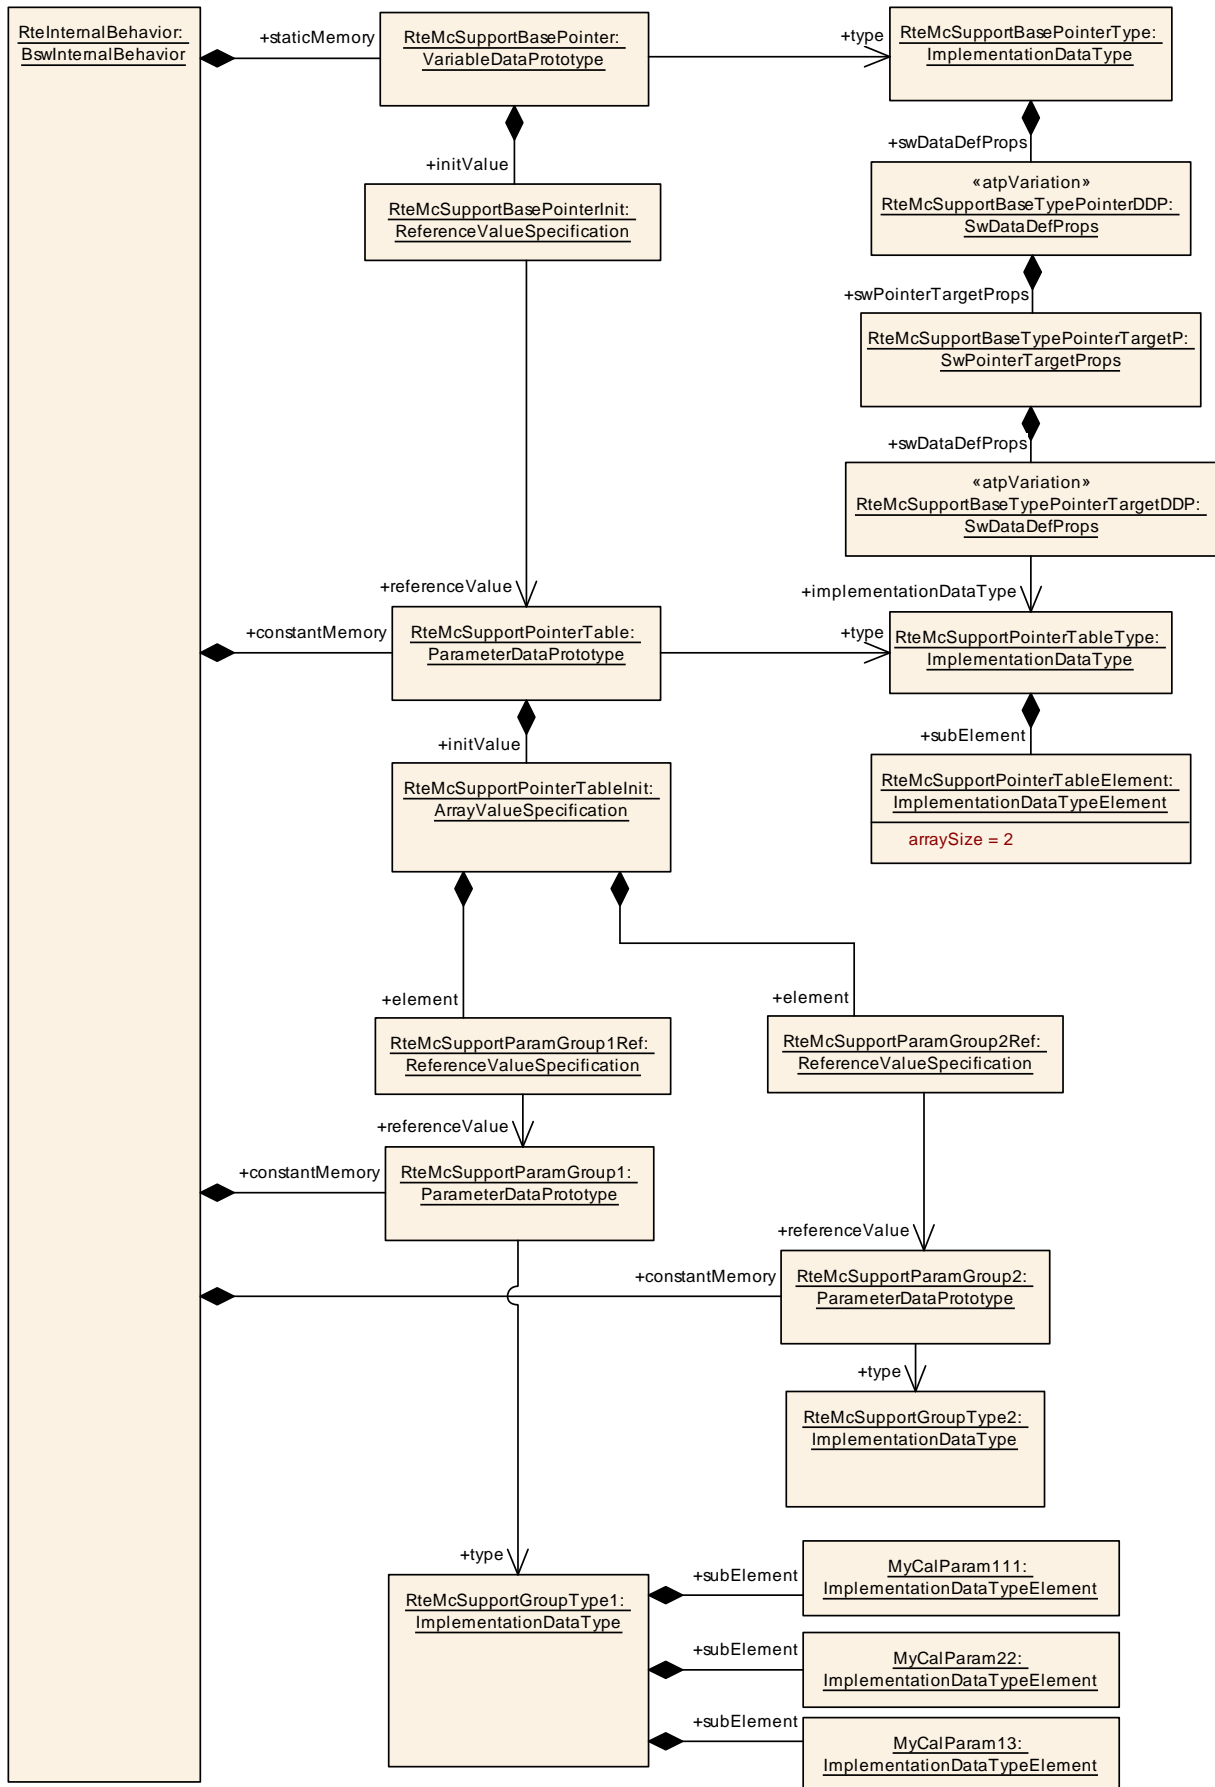 RteInternalBehavior:
BswInternalBehavior
+staticMemory
RteMcSupportBasePointer:
VariableDataPrototype
+type
RteMcSupportBasePointerType:
ImplementationDataType
+initValue
+swDataDefProps
RteMcSupportBasePointerInit:
ReferenceValueSpecification
«atpVariation»
RteMcSupportBaseTypePointerDDP:
SwDataDefProps
+swPointerTargetProps
RteMcSupportBaseTypePointerTargetP:
SwPointerTargetProps
+swDataDefProps
«atpVariation»
RteMcSupportBaseTypePointerTargetDDP:
SwDataDefProps
+referenceValue
+implementationDataType
+constantMemory
RteMcSupportPointerTable:
ParameterDataPrototype
+type
RteMcSupportPointerTableType:
ImplementationDataType
+initValue
+subElement
RteMcSupportPointerTableInit:
ArrayValueSpecification
RteMcSupportPointerTableElement:
ImplementationDataTypeElement
arraySize = 2
+element
+element
RteMcSupportParamGroup1Ref:
ReferenceValueSpecification
RteMcSupportParamGroup2Ref:
ReferenceValueSpecification
+referenceValue
+constantMemory
RteMcSupportParamGroup1:
ParameterDataPrototype
+referenceValue
+constantMemory
RteMcSupportParamGroup2:
ParameterDataPrototype
+type
RteMcSupportGroupType2:
ImplementationDataType
+type
RteMcSupportGroupType1:
ImplementationDataType
+subElement
MyCalParam111:
ImplementationDataTypeElement
+subElement
MyCalParam22:
ImplementationDataTypeElement
+subElement
MyCalParam13:
ImplementationDataTypeElement